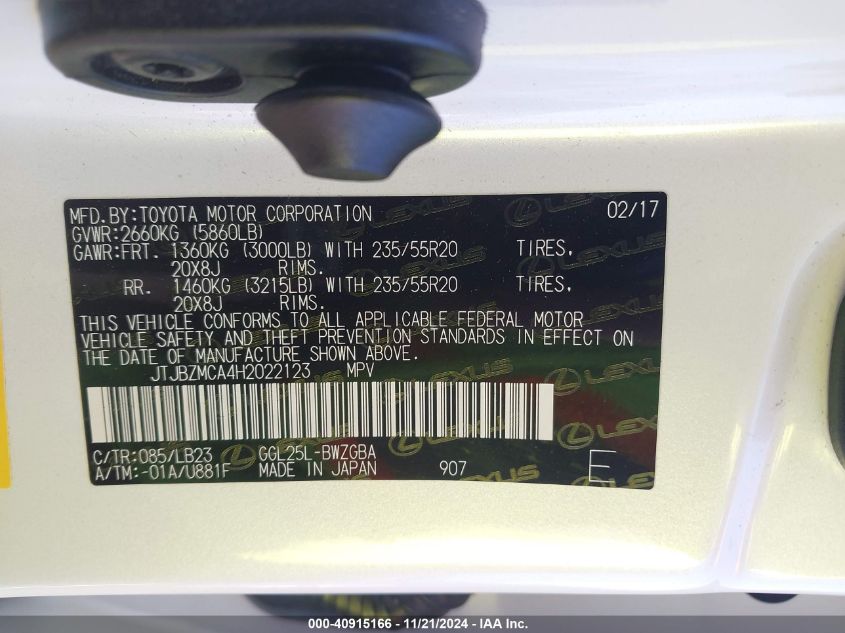 MFD.BY:TOYOTA MOTOR CORPORATION 02/17
GVWR:2660KG (5860LB)
GAWR:FRT. 1360KG (3000LB) WITH 235/55R20 TIRES,
20X8J RIMS.
RR. 1460KG (3215LB) WITH 235/55R20 TIRES,
20X8J RIMS.
THIS VEHICLE CONFORMS TO ALL APPLICABLE FEDERAL MOTOR
VEHICLE SAFETY AND THEFT PREVENTION STANDARDS IN EFFECT ON
THE DATE OF MANUFACTURE SHOWN ABOVE.
JTJBZMCA4H2022123 MPV
C/TR:085/LB23 GGL25L-BWZGBA
A/TM:-01A/U881F MADE IN JAPAN 907 E
LEXUS
000-40915166 - 11/21/2024 - IAA Inc.